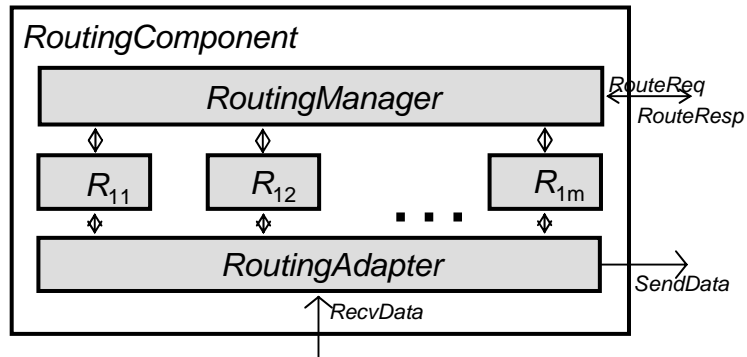 RoutingComponent
RoutingManager
RouteReq
RouteResp
R11
R12
. . .
R1m
RoutingAdapter
SendData
RecvData